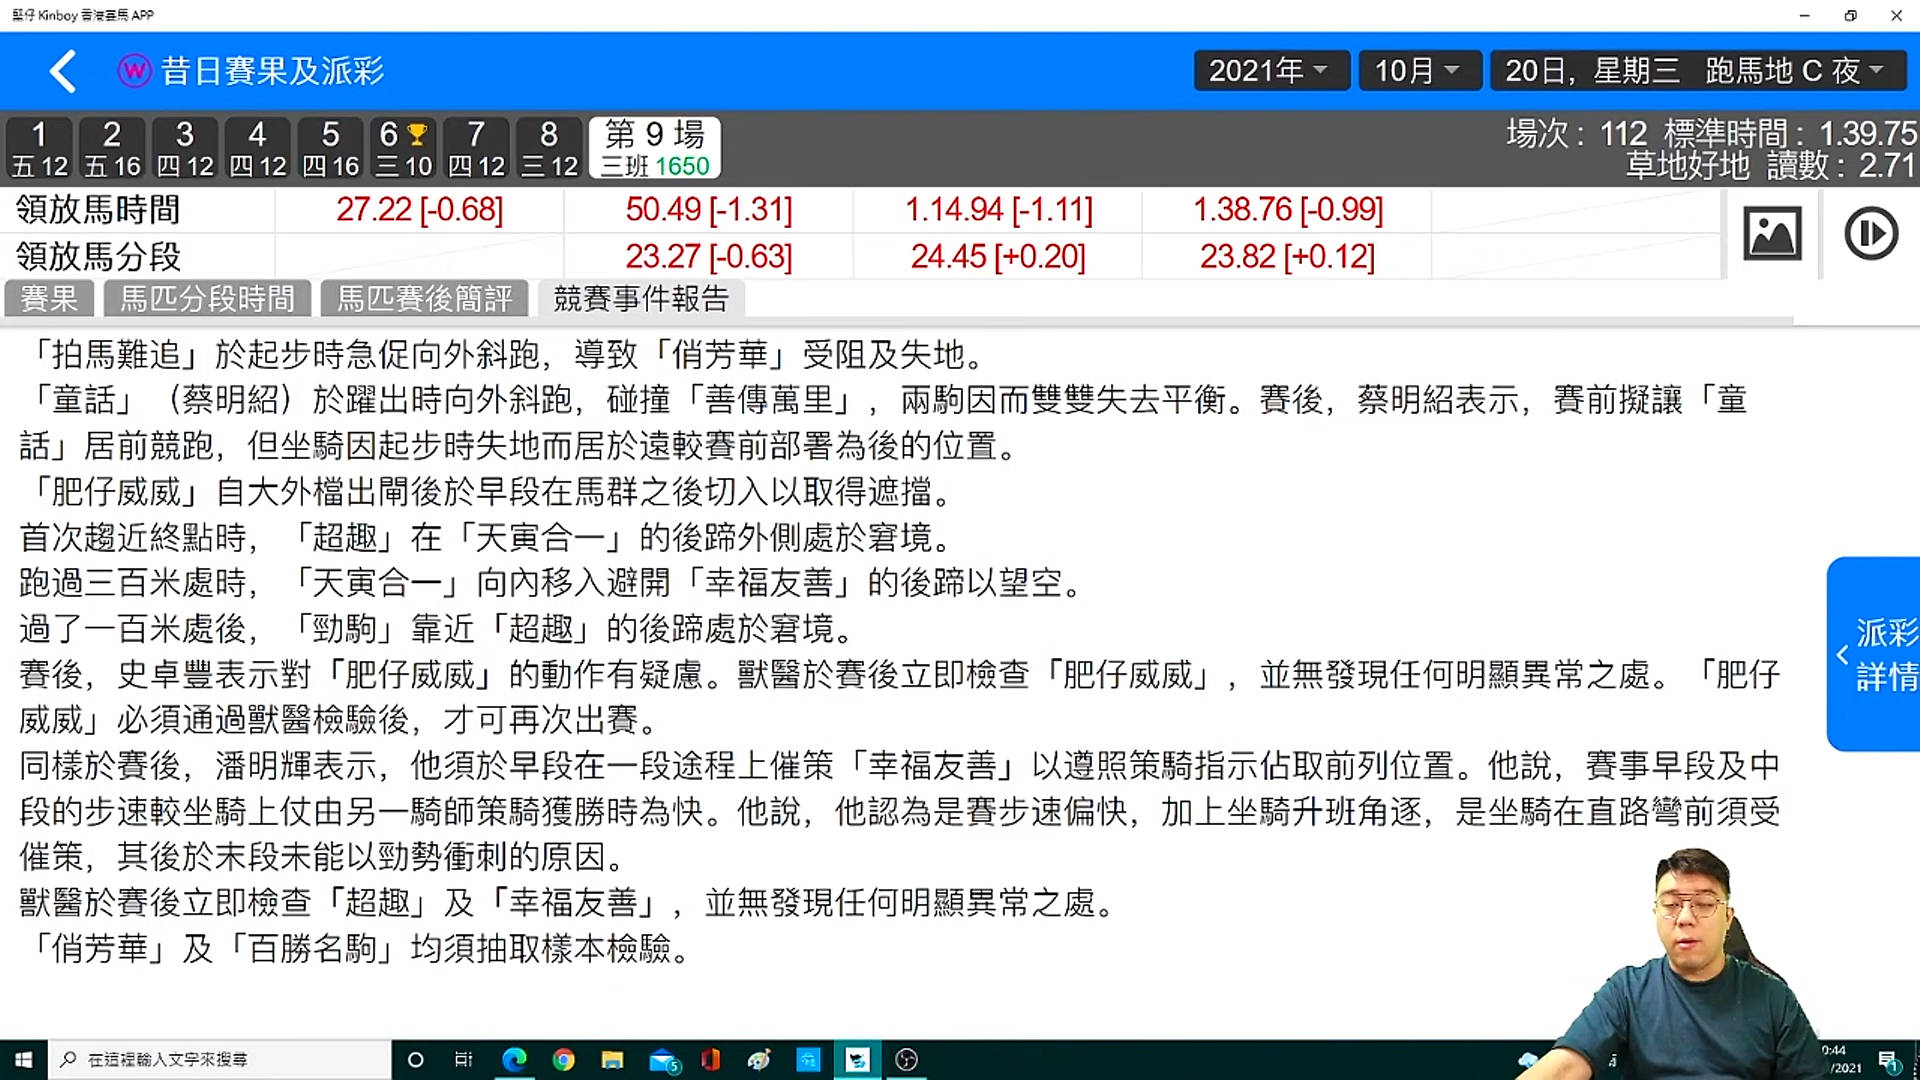 藍仔 Kinboy 香港賽馬 APP
W 昔日賽果及派彩
2021年
10月
20日, 星期三 跑馬地 C 夜
1 五 12
2 五 16
3 四 12
4 四 12
5 四 16
6 三 10
7 四 12
8 三 12
第 9 場
三班 1650
場次 : 112 標準時間 : 1.39.75
草地好地 讀數 : 2.71
領放馬時間 27.22 [-0.68] 50.49 [-1.31] 1.14.94 [-1.11] 1.38.76 [-0.99]
領放馬分段 23.27 [-0.63] 24.45 [+0.20] 23.82 [+0.12]
賽果 馬匹分段時間 馬匹賽後簡評 競賽事件報告
「拍馬難追」於起步時急促向外斜跑，導致「俏芳華」受阻及失地。
「童話」（蔡明紹）於躍出時向外斜跑，碰撞「善傳萬里」，兩駒因而雙雙失去平衡。賽後，蔡明紹表示，賽前擬讓「童
話」居前競跑，但坐騎因起步時失地而居於遠較賽前部署為後的位置。
「肥仔威威」自大外檔出閘後於早段在馬群之後切入以取得遮擋。
首次趨近終點時，「超趣」在「天寅合一」的後蹄外側處於窘境。
跑過三百米處時，「天寅合一」向內移入避開「幸福友善」的後蹄以望空。
過了一百米處後，「勁駒」靠近「超趣」的後蹄處於窘境。
賽後，史卓豐表示對「肥仔威威」的動作有疑慮。獸醫於賽後立即檢查「肥仔威威」，並無發現任何明顯異常之處。「肥仔
威威」必須通過獸醫檢驗後，才可再次出賽。
同樣於賽後，潘明輝表示，他須於早段在一段途程上催策「幸福友善」以遵照策騎指示佔取前列位置。他說，賽事早段及中
段的步速較坐騎上仗由另一騎師策騎獲勝時為快。他說，他認為是賽步速偏快，加上坐騎升班角逐，是坐騎在直路彎前須受
催策，其後於末段未能以勁勢衝刺的原因。
獸醫於賽後立即檢查「超趣」及「幸福友善」，並無發現任何明顯異常之處。
「俏芳華」及「百勝名駒」均須抽取樣本檢驗。
派彩
詳情
在這裡輸入文字來搜尋
5
0:44
/2021
1